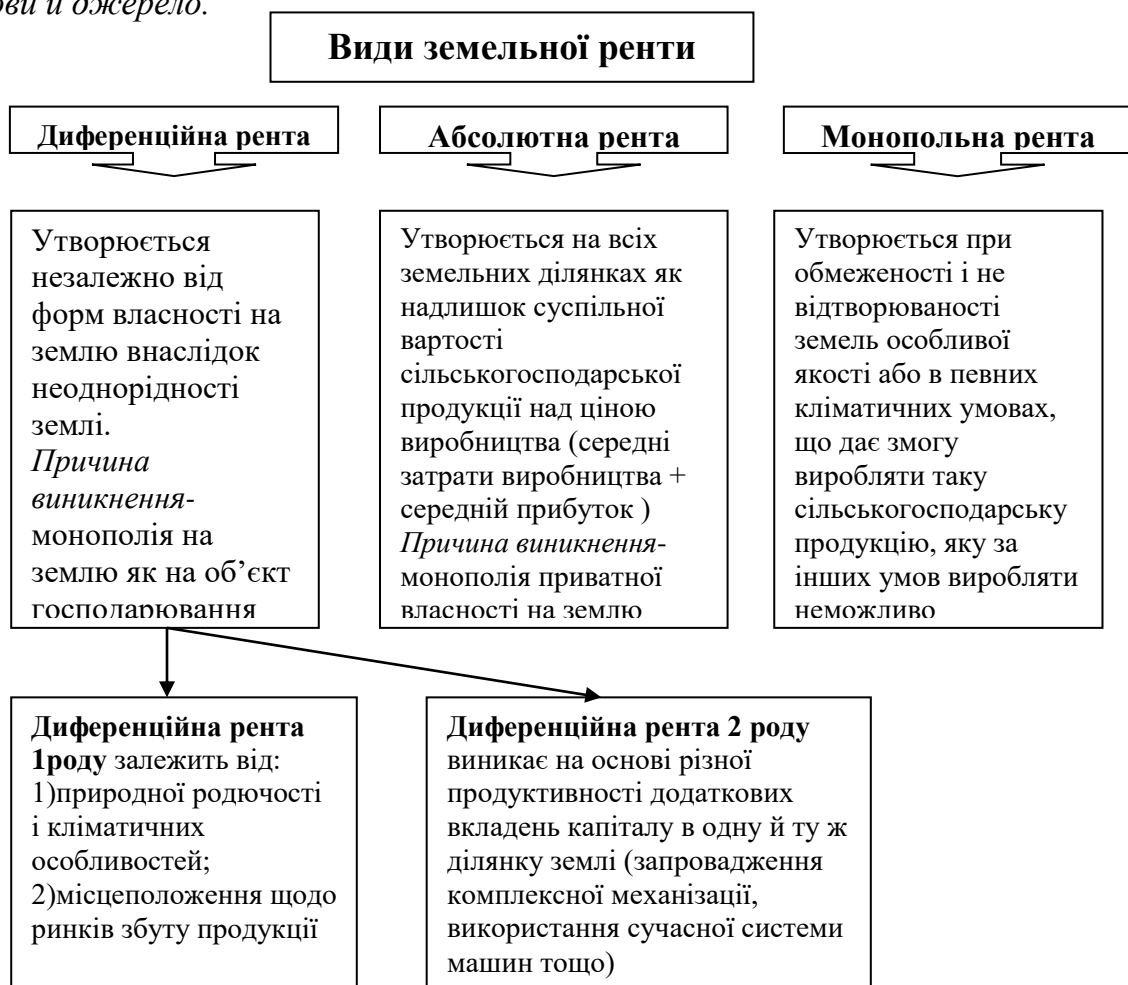 ови й джерело.
Види земельної ренти
Диференційна рента
Абсолютна рента
Монопольна рента
Утворюється
незалежно від
форм власності на
землю внаслідок
неоднорідності
землі.
Причина
виникнення-
монополія на
землю як на об’єкт
господарювання
Утворюється на всіх
земельних ділянках як
надлишок суспільної
вартості
сільськогосподарської
продукції над ціною
виробництва (середні
затрати виробництва +
середній прибуток )
Причина виникнення-
монополія приватної
власності на землю
Утворюється при
обмеженості і не
відтворюваності
земель особливої
якості або в певних
кліматичних умовах,
що дає змогу
виробляти таку
сільськогосподарську
продукцію, яку за
інших умов виробляти
неможливо
Диференційна рента
1роду залежить від:
1)природної родючості
і кліматичних
особливостей;
2)місцеположення щодо
ринків збуту продукції
Диференційна рента 2 роду
виникає на основі різної
продуктивності додаткових
вкладень капіталу в одну й ту ж
ділянку землі (запровадження
комплексної механізації,
використання сучасної системи
машин тощо)